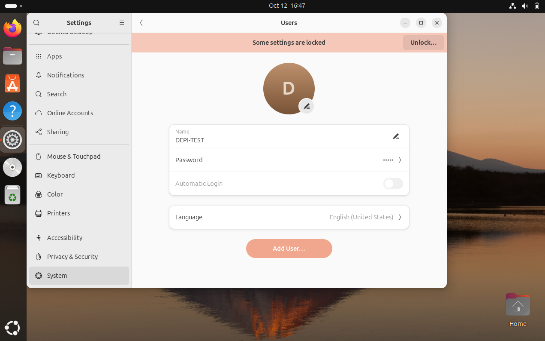 Oct 12 16:47
Settings
Users
Some settings are locked
Unlock...
Apps
Notifications
Search
Online Accounts
Sharing
Mouse & Touchpad
Keyboard
Color
Printers
Accessibility
Privacy & Security
System
D
Name
DEPI-TEST
Password
•••••
Automatic Login
Language
English (United States)
Add User...
Home